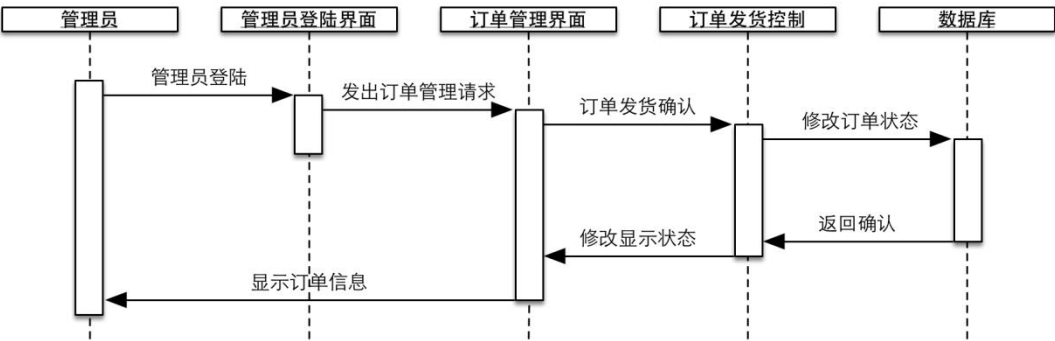 管理员
管理员登陆界面
订单管理界面
订单发货控制
数据库
管理员登陆
发出订单管理请求
订单发货确认
修改订单状态
返回确认
修改显示状态
显示订单信息